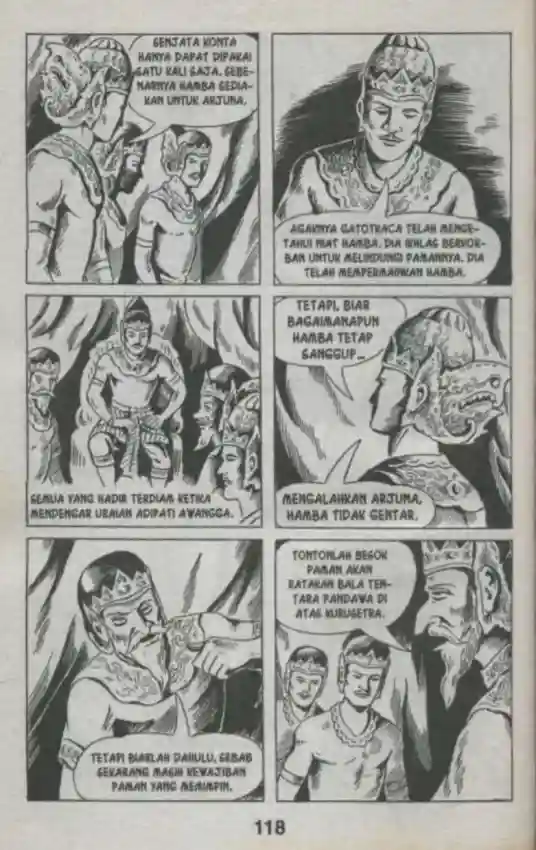 SENJATA KONTA
HANYA DAPAT DIPAKAI
SATU KALI SAJA. SEBE-
NARNYA HAMBA SEDIA-
KAN UNTUK ARJUNA.
AGAKNYA GATOTKACA TELAH MENGE-
TAHUI NIAT HAMBA. DIA IKHLAS BERKOR-
BAN UNTUK MELINDUNGI PAMANNYA. DIA
TELAH MEMPERMAINKAN HAMBA.
SEMUA YANG HADIR TERDIAM KETIKA
MENDENGAR URAIAN ADIPATI AWANGGA.
TETAPI, BIAR
BAGAIMANAPUN
HAMBA TETAP
SANGGUP...
MENGALAHKAN ARJUNA,
HAMBA TIDAK GENTAR.
TETAPI BIARLAH DAHULU, SEBAB
SEKARANG MASIH KEWAJIBAN
PAMAN YANG MEMIMPIN.
TONTONLAH BESOK
PAMAN AKAN
RATAKAN BALA TEN-
TARA PANDAWA DI
ATAS KURUSETRA.
118